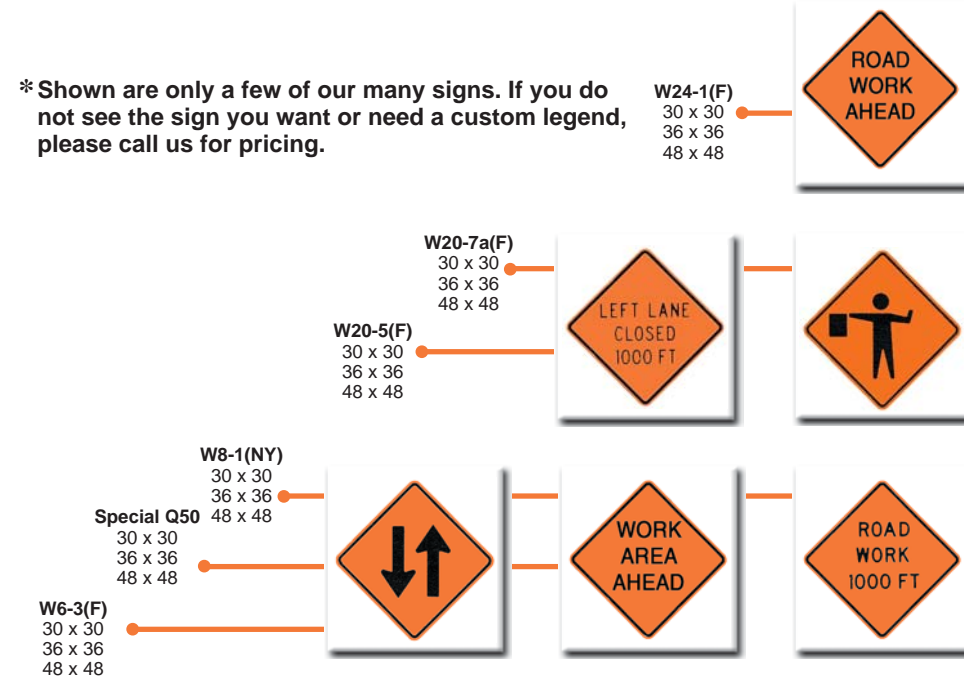 * Shown are only a few of our many signs. If you do
not see the sign you want or need a custom legend,
please call us for pricing.
W24-1(F)
30 x 30
36 x 36
48 x 48
ROAD
WORK
AHEAD
W20-7a(F)
30 x 30
36 x 36
48 x 48
W20-5(F)
30 x 30
36 x 36
48 x 48
LEFT LANE
CLOSED
1000 FT
W8-1(NY)
30 x 30
36 x 36
48 x 48
Special Q50
30 x 30
36 x 36
48 x 48
W6-3(F)
30 x 30
36 x 36
48 x 48
WORK
AREA
AHEAD
ROAD
WORK
1000 FT